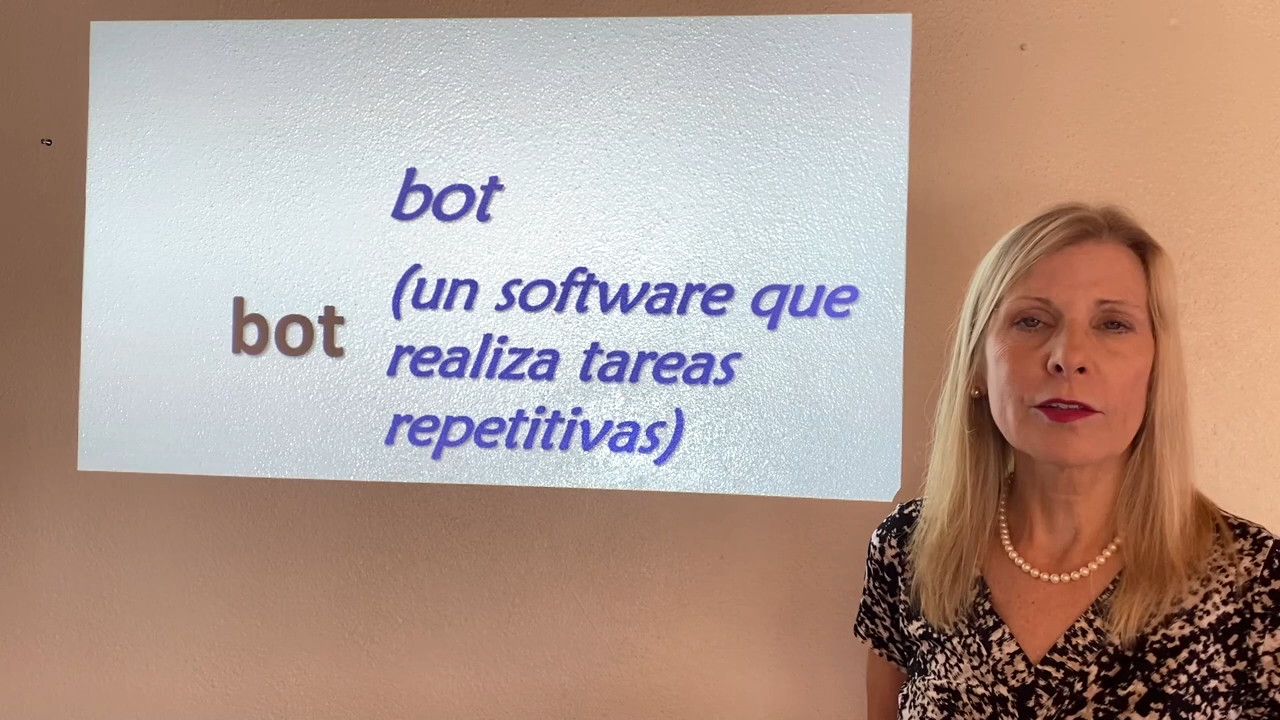 bot
bot
(un software que
realiza tareas
repetitivas)